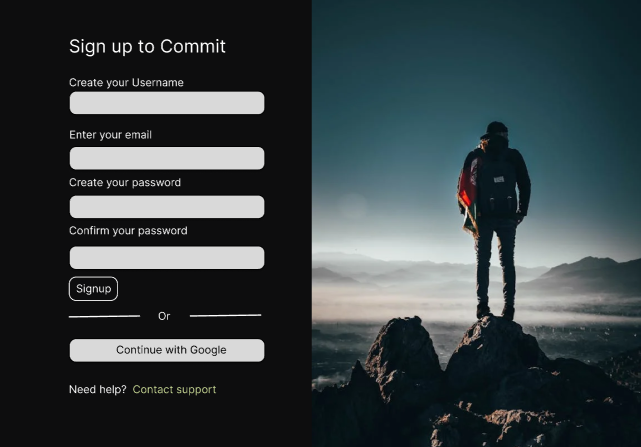 Sign up to Commit
Create your Username
Enter your email
Create your password
Confirm your password
Signup
Or
Continue with Google
Need help? Contact support